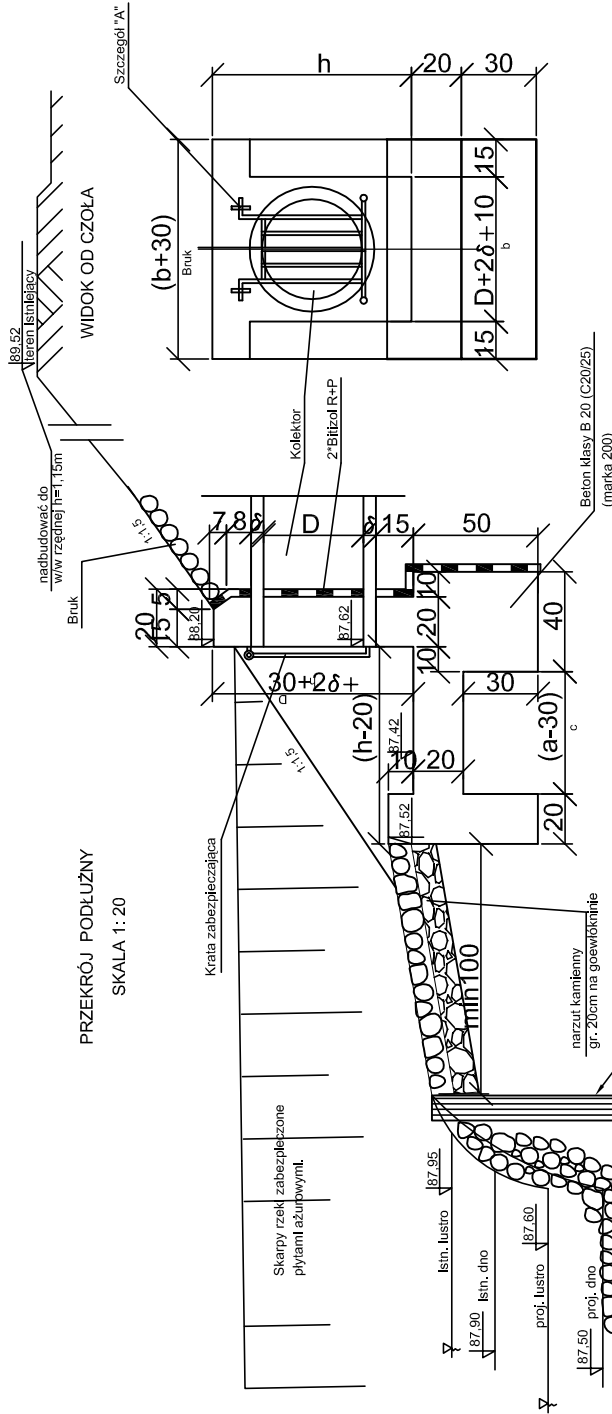 PRZEKRÓJ PODŁUŻNY
SKALA 1: 20
Skarpy rzeki zabezpieczone
płytami ażurowymi.
Krata zabezpieczająca
1:1,5
Bruk
nadbudować do
w/w rzędnej h=1,15m
89,52
teren istniejący
1:1,5
20
15
5
88,20
7
8
δ
D
δ
15
50
87,62
30+2δ+
D
(h-20)
87,42
10
20
87,52
10
20
10
40
30
(a-30)
c
20
Kolektor
2*Bitizol R+P
Beton klasy B 20 (C20/25)
(marka 200)
min100
narzut kamienny
gr. 20cm na goewłókninie
87,95
Istn. lustro
87,90
Istn. dno
87,60
proj. lustro
87,50
proj. dno
WIDOK OD CZOŁA
Szczegół "A"
(b+30)
Bruk
h
20
30
15
D+2δ+10
b
15